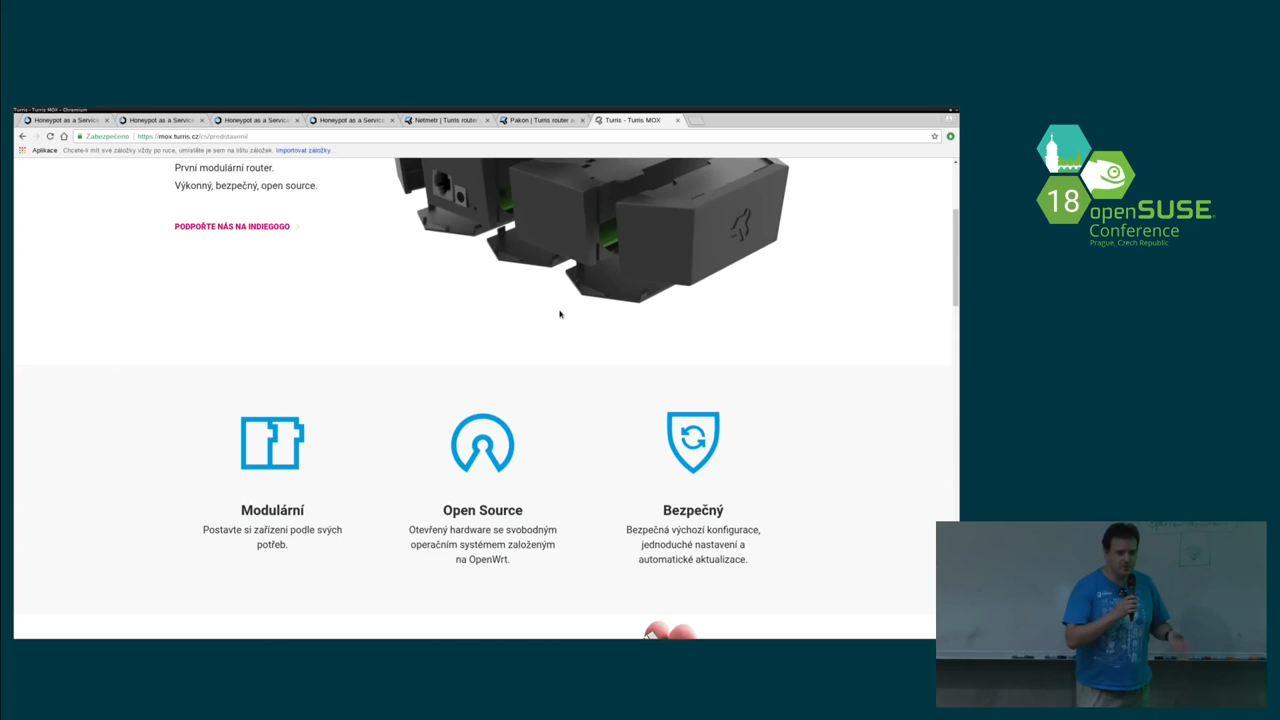 Turris - Turris MOX - Chromium
Honeypot as a Service
Honeypot as a Service
Honeypot as a Service
Honeypot as a Service
Netmetr | Turris router
Pakon | Turris router
Turris - Turris MOX
Zabezpečeno
https://mox.turris.cz/cs/predstaveni/
Aplikace
Chcete-li mít své záložky vždy po ruce, umístěte je sem na lištu záložek.
Importovat záložky...
První modulární router.
Výkonný, bezpečný, open source.
PODPOŘTE NÁS NA INDIEGOGO
Modulární
Postavte si zařízení podle svých
potřeb.
Open Source
Otevřený hardware se svobodným
operačním systémem založeným
na OpenWrt.
Bezpečný
Bezpečná výchozí konfigurace,
jednoduché nastavení a
automatické aktualizace.
18
openSUSE
Conference
Prague, Czech Republic